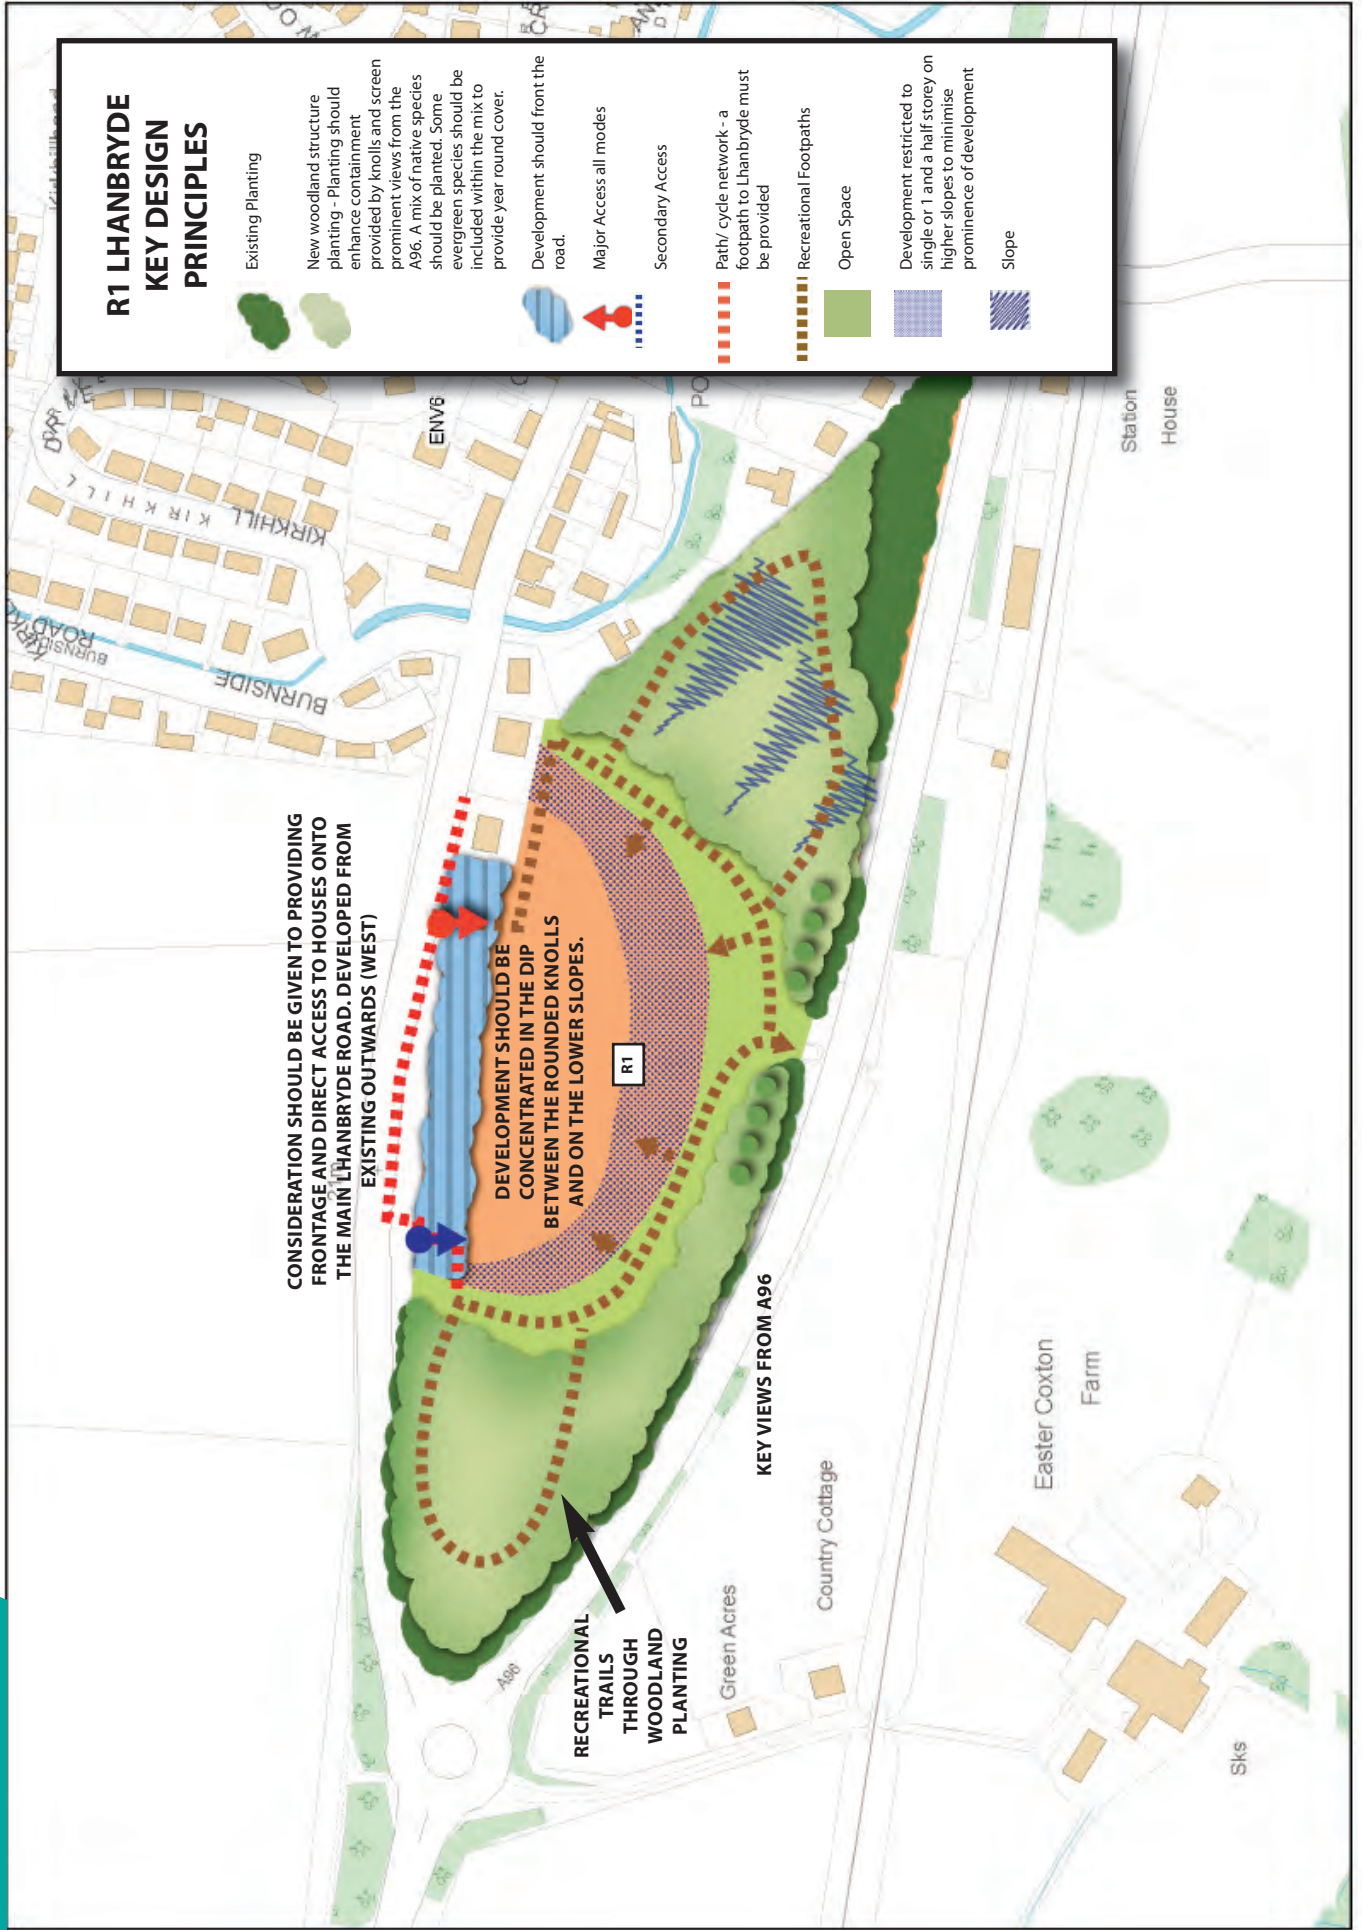 R1 LHANBRYDE
KEY DESIGN
PRINCIPLES
Existing Planting
New woodland structure
planting - Planting should
enhance containment
provided by knolls and screen
prominent views from the
A96. A mix of native species
should be planted. Some
evergreen species should be
included within the mix to
provide year round cover.
Development should front the
road.
Major Access all modes
Secondary Access
Path/ cycle network - a
footpath to Lhanbryde must
be provided
Recreational Footpaths
Open Space
Development restricted to
single or 1 and a half storey on
higher slopes to minimise
prominence of development
Slope
CONSIDERATION SHOULD BE GIVEN TO PROVIDING
FRONTAGE AND DIRECT ACCESS TO HOUSES ONTO
THE MAIN LHANBRYDE ROAD. DEVELOPED FROM
EXISTING OUTWARDS (WEST)
21m
DEVELOPMENT SHOULD BE
CONCENTRATED IN THE DIP
BETWEEN THE ROUNDED KNOLLS
AND ON THE LOWER SLOPES.
R1
KEY VIEWS FROM A96
RECREATIONAL
TRAILS
THROUGH
WOODLAND
PLANTING
A96
Green Acres
Country Cottage
Easter Coxton
Farm
Sks
Station
House
ENV6
PO
KIRKHILL
KIRKHILL
BURNSIDE
BURNSIDE
BURNSIDE
ROAD